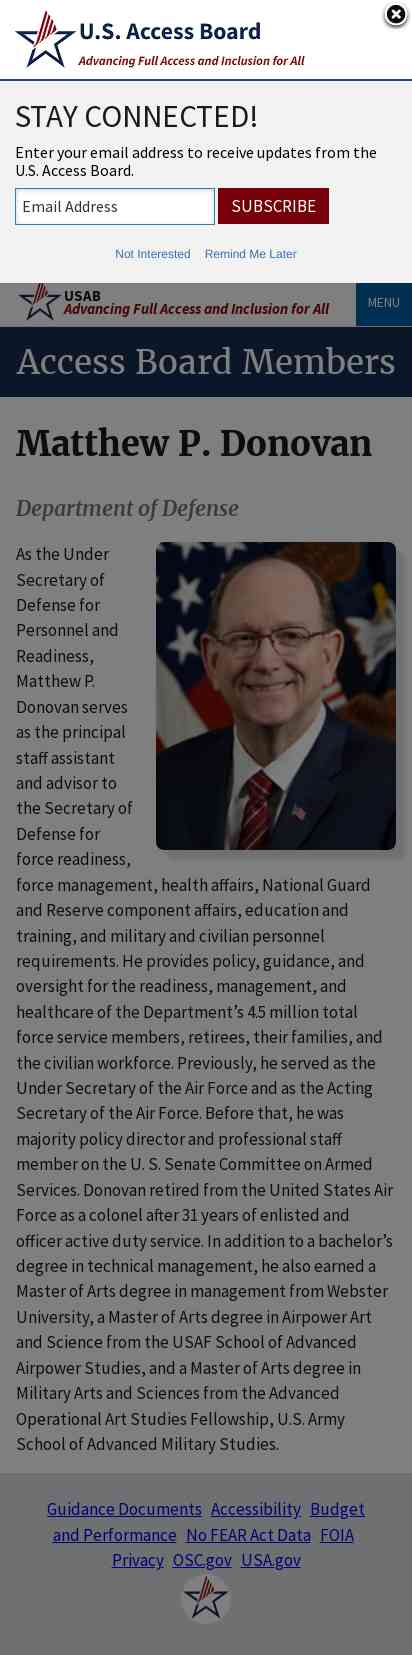 U.S. Access Board
Advancing Full Access and Inclusion for All
STAY CONNECTED!
Enter your email address to receive updates from the
U.S. Access Board.
Email Address
SUBSCRIBE
Not Interested
Remind Me Later
USAB
Advancing Full Access and Inclusion for All
MENU
Access Board Members
Matthew P. Donovan
Department of Defense
As the Under
Secretary of
Defense for
Personnel and
Readiness,
Matthew P.
Donovan serves
as the principal
staff assistant
and advisor to
the Secretary of
Defense for
force readiness,
force management, health affairs, National Guard
and Reserve component affairs, education and
training, and military and civilian personnel
requirements. He provides policy, guidance, and
oversight for the readiness, management, and
healthcare of the Department’s 4.5 million total
force service members, retirees, their families, and
the civilian workforce. Previously, he served as the
Under Secretary of the Air Force and as the Acting
Secretary of the Air Force. Before that, he was
majority policy director and professional staff
member on the U. S. Senate Committee on Armed
Services. Donovan retired from the United States Air
Force as a colonel after 31 years of enlisted and
officer active duty service. In addition to a bachelor’s
degree in technical management, he also earned a
Master of Arts degree in management from Webster
University, a Master of Arts degree in Airpower Art
and Science from the USAF School of Advanced
Airpower Studies, and a Master of Arts degree in
Military Arts and Sciences from the Advanced
Operational Art Studies Fellowship, U.S. Army
School of Advanced Military Studies.
Guidance Documents Accessibility Budget
and Performance No FEAR Act Data FOIA
Privacy OSC.gov USA.gov